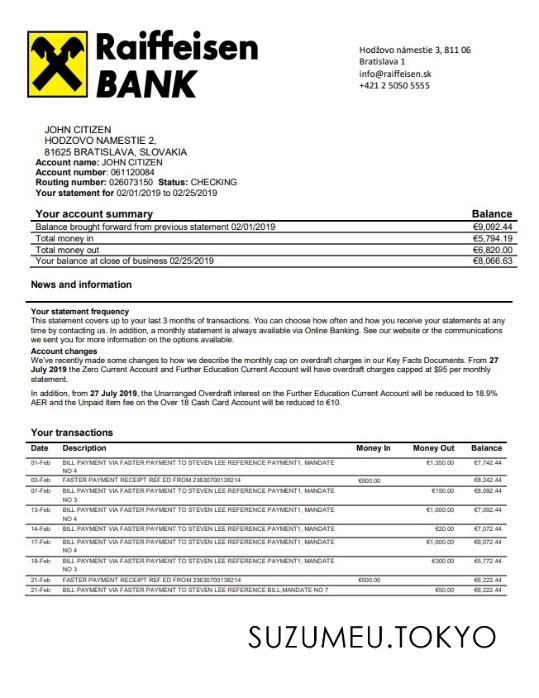 Raiffeisen
BANK
Hodžovo námestie 3, 811 06
Bratislava 1
info@raiffeisen.sk
+421 2 5050 5555
JOHN CITIZEN
HODZOVO NAMESTIE 2,
81625 BRATISLAVA, SLOVAKIA
Account name: JOHN CITIZEN
Account number: 061120084
Routing number: 026073150 Status: CHECKING
Your statement for 02/01/2019 to 02/25/2019
Your account summary Balance
Balance brought forward from previous statement 02/01/2019 €9,092.44
Total money in €5,794.19
Total money out €6,820.00
Your balance at close of business 02/25/2019 €8,066.63
News and information
Your statement frequency
This statement covers up to your last 3 months of transactions. You can choose how often and how you receive your statements at any
time by contacting us. In addition, a monthly statement is always available via Online Banking. See our website or the communications
we sent you for more information on the options available.
Account changes
We've recently made some changes to how we describe the monthly cap on overdraft charges in our Key Facts Documents. From 27
July 2019 the Zero Current Account and Further Education Current Account will have overdraft charges capped at $95 per monthly
statement.
In addition, from 27 July 2019, the Unarranged Overdraft interest on the Further Education Current Account will be reduced to 18.9%
AER and the Unpaid Item fee on the Over 18 Cash Card Account will be reduced to €10.
Your transactions
Date Description Money In Money Out Balance
01-Feb BILL PAYMENT VIA FASTER PAYMENT TO STEVEN LEE REFERENCE PAYMENT1, MANDATE €1,350.00 €7,742.44
NO 4
03-Feb FASTER PAYMENT RECEIPT REF.ED FROM 23630700138214 €500.00 €8,242.44
07-Feb BILL PAYMENT VIA FASTER PAYMENT TO STEVEN LEE REFERENCE PAYMENT1, MANDATE €150.00 €8,092.44
NO 3
13-Feb BILL PAYMENT VIA FASTER PAYMENT TO STEVEN LEE REFERENCE PAYMENT1, MANDATE €1,000.00 €7,092.44
NO 4
14-Feb BILL PAYMENT VIA FASTER PAYMENT TO STEVEN LEE REFERENCE PAYMENT1, MANDATE €20.00 €7,072.44
17-Feb BILL PAYMENT VIA FASTER PAYMENT TO STEVEN LEE REFERENCE PAYMENT1, MANDATE €1,000.00 €6,072.44
NO 4
18-Feb BILL PAYMENT VIA FASTER PAYMENT TO STEVEN LEE REFERENCE PAYMENT1, MANDATE €300.00 €5,772.44
NO 3
21-Feb FASTER PAYMENT RECEIPT REF.ED FROM 23630700138214 €500.00 €6,222.44
21-Feb BILL PAYMENT VIA FASTER PAYMENT TO STEVEN LEE REFERENCE BILL,MANDATE NO 7 €50.00 €6,222.44
SUZUMEU.TOKYO